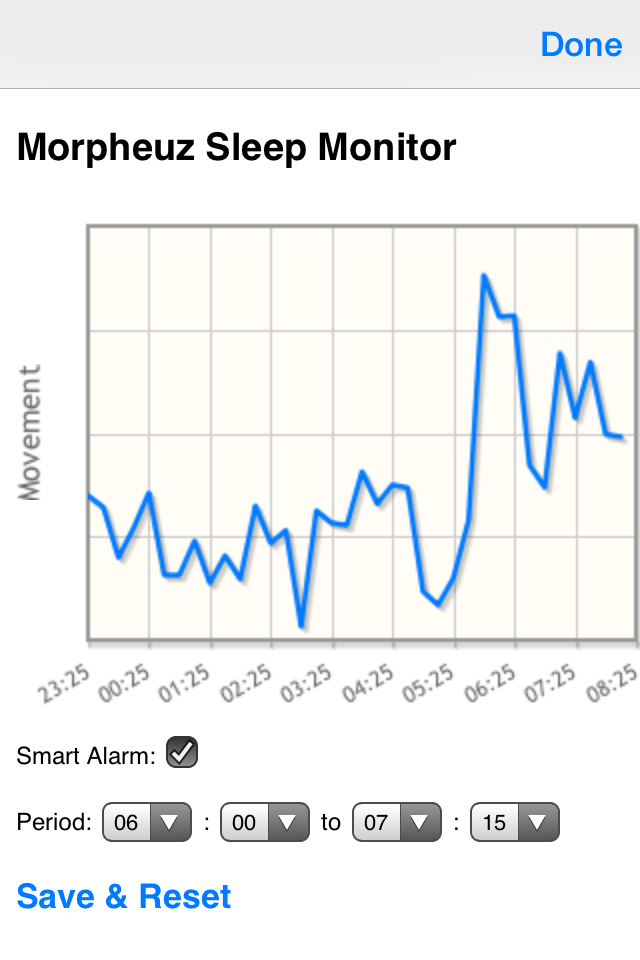 Done
Morpheuz Sleep Monitor
Movement
23:25 00:25 01:25 02:25 03:25 04:25 05:25 06:25 07:25 08:25
Smart Alarm:
Period: 06 : 00 to 07 : 15
Save & Reset